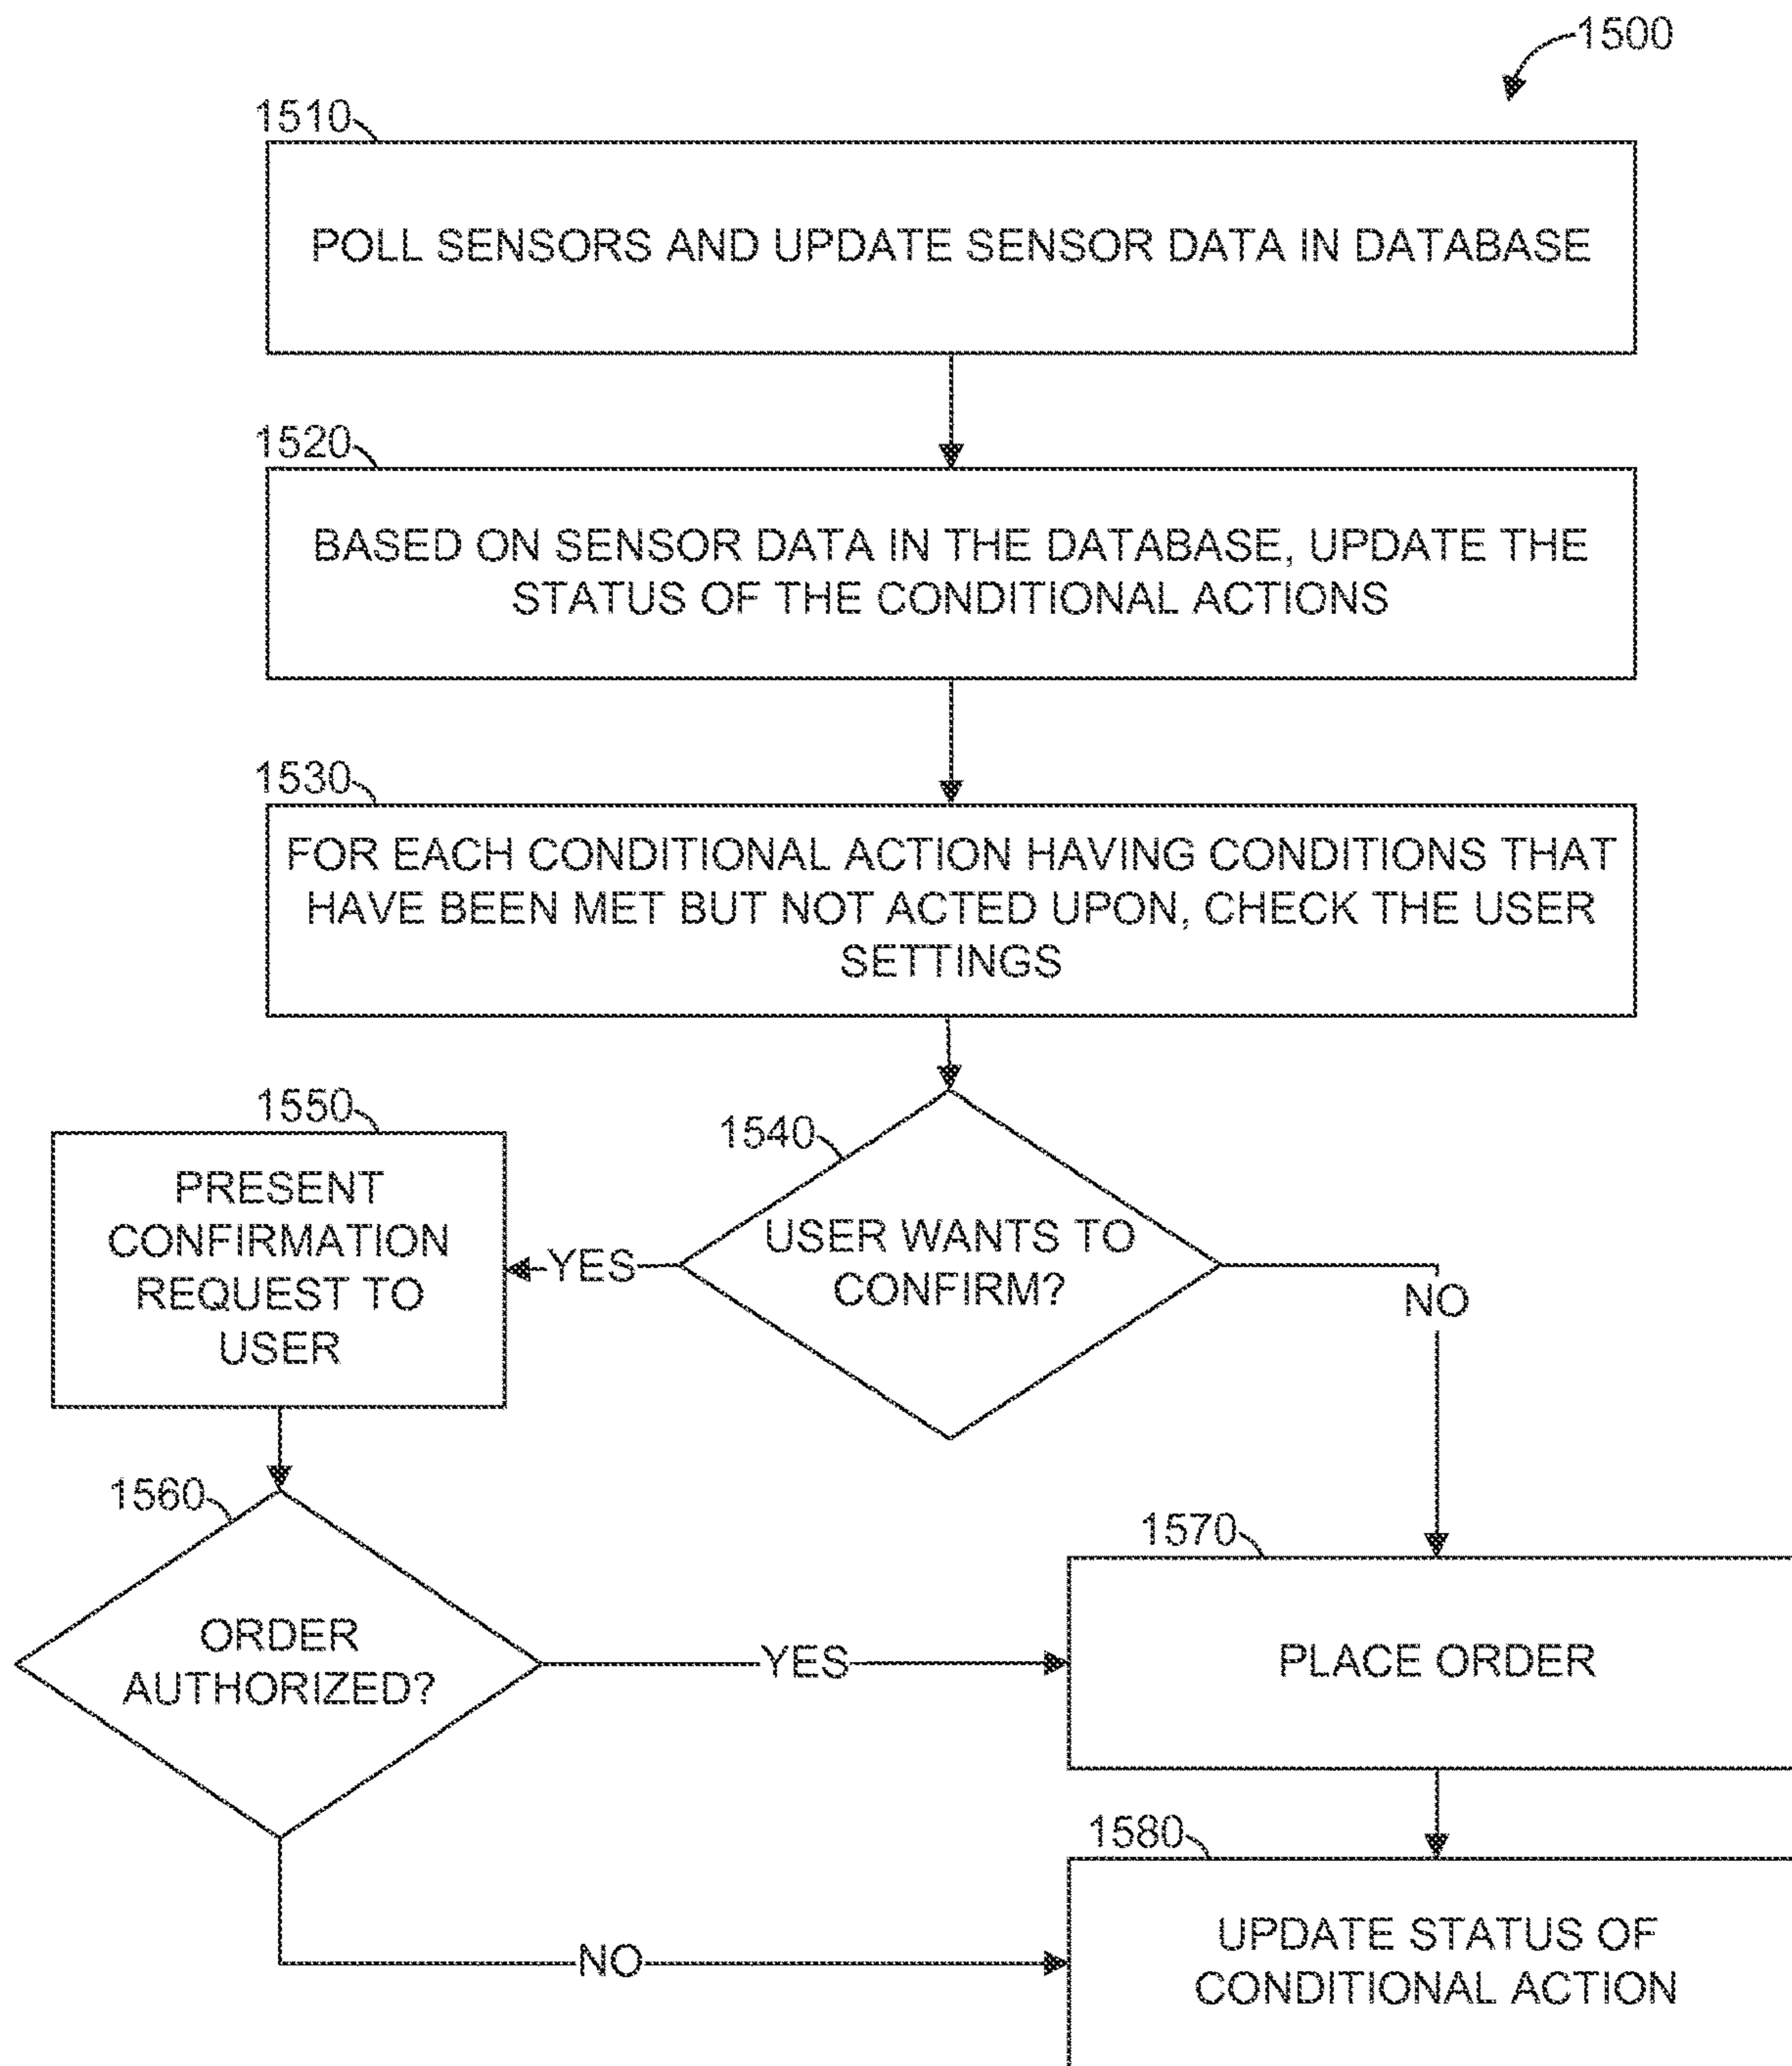 1500
1510
POLL SENSORS AND UPDATE SENSOR DATA IN DATABASE
1520
BASED ON SENSOR DATA IN THE DATABASE, UPDATE THE
STATUS OF THE CONDITIONAL ACTIONS
1530
FOR EACH CONDITIONAL ACTION HAVING CONDITIONS THAT
HAVE BEEN MET BUT NOT ACTED UPON, CHECK THE USER
SETTINGS
1540
USER WANTS TO
CONFIRM?
YES
NO
1550
PRESENT
CONFIRMATION
REQUEST TO
USER
1560
ORDER
AUTHORIZED?
YES
NO
1570
PLACE ORDER
1580
UPDATE STATUS OF
CONDITIONAL ACTION